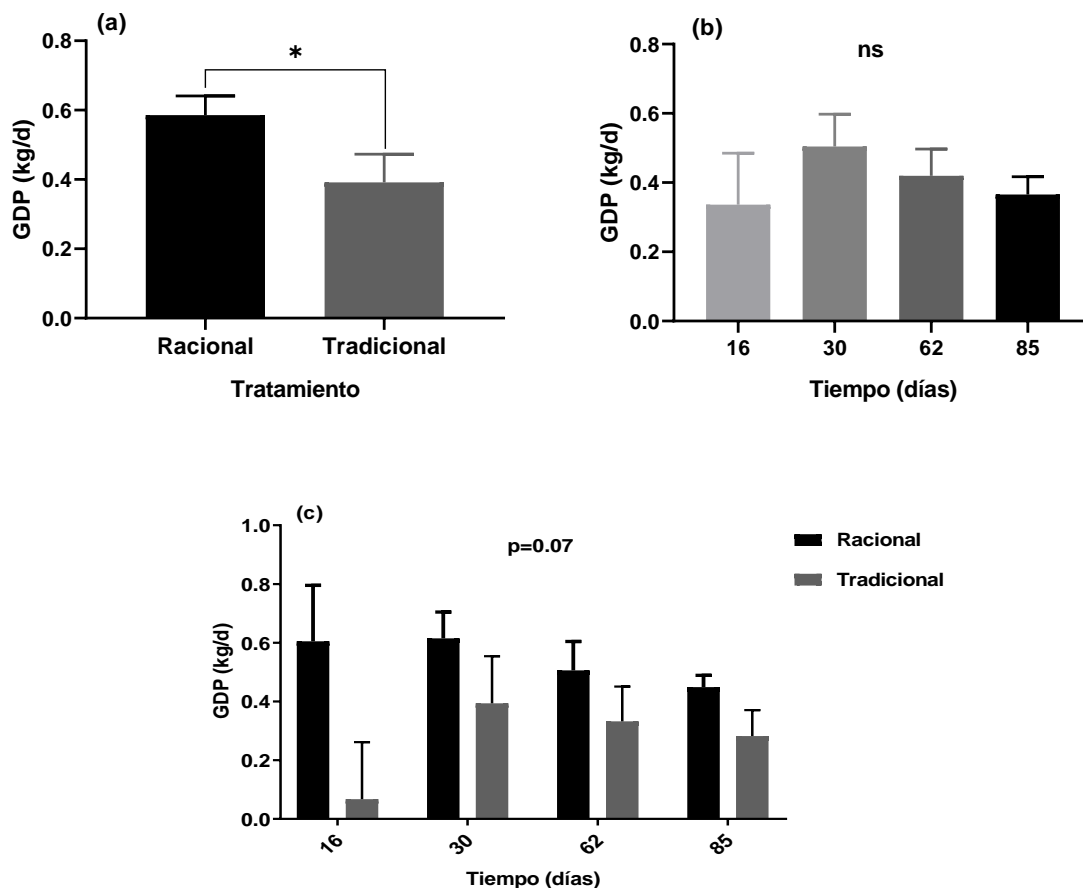 (a)
GDP (kg/d)
0.8
0.6
0.4
0.2
0.0
*
Racional
Tradicional
Tratamiento
(b)
GDP (kg/d)
0.8
0.6
0.4
0.2
0.0
ns
16
30
62
85
Tiempo (días)
(c)
GDP (kg/d)
1.0
0.8
0.6
0.4
0.2
0.0
p=0.07
16
30
62
85
Tiempo (días)
Racional
Tradicional